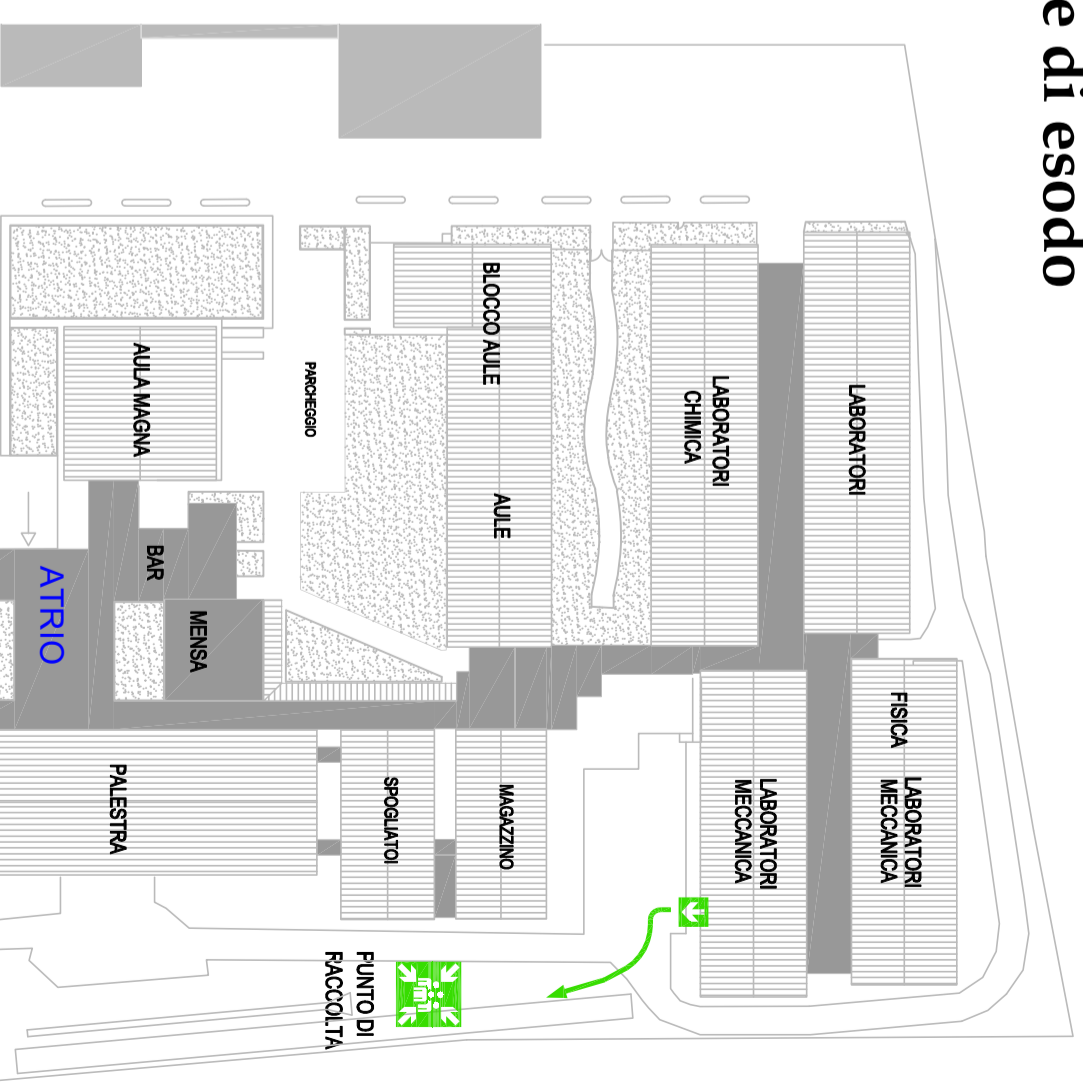 e di esodo
LABORATORI
LABORATORI
CHIMICA
BLOCCO AULE
AULE
PARCHEGGIO
AULA MAGNA
BAR
MENSA
ATRIO
FISICA
LABORATORI
MECCANICA
LABORATORI
MECCANICA
MAGAZZINO
SPOGLIATOI
PALESTRA
PUNTO DI
RACCOLTA